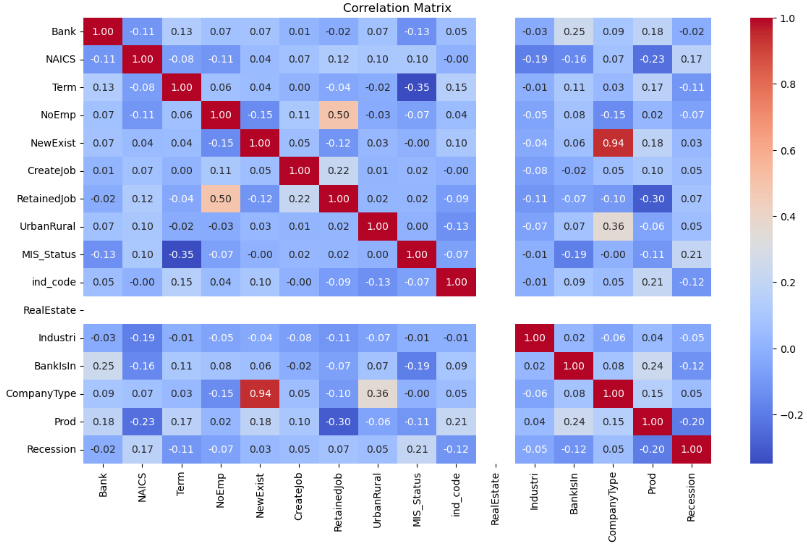 Correlation Matrix
Bank 1.00 -0.11 0.13 0.07 0.07 0.01 -0.02 0.07 -0.13 0.05 -0.03 0.25 0.09 0.18 -0.02
NAICS -0.11 1.00 -0.08 -0.11 0.04 0.07 0.12 0.10 0.10 -0.00 -0.19 -0.16 0.07 -0.23 0.17
Term 0.13 -0.08 1.00 0.06 0.04 0.00 -0.04 -0.02 -0.35 0.15 -0.01 0.11 0.03 0.17 -0.11
NoEmp 0.07 -0.11 0.06 1.00 -0.15 0.11 0.50 -0.03 -0.07 0.04 -0.05 0.08 -0.15 0.02 -0.07
NewExist 0.07 0.04 0.04 -0.15 1.00 0.05 -0.12 0.03 -0.00 0.10 -0.04 0.06 0.94 0.18 0.03
CreateJob 0.01 0.07 0.00 0.11 0.05 1.00 0.22 0.01 0.02 -0.00 -0.08 -0.02 0.05 0.10 0.05
RetainedJob -0.02 0.12 -0.04 0.50 -0.12 0.22 1.00 0.02 0.02 -0.09 -0.11 -0.07 -0.10 -0.30 0.07
UrbanRural 0.07 0.10 -0.02 -0.03 0.03 0.01 0.02 1.00 0.00 -0.13 -0.07 0.07 0.36 -0.06 0.05
MIS_Status -0.13 0.10 -0.35 -0.07 -0.00 0.02 0.02 0.00 1.00 -0.07 -0.01 -0.19 -0.00 -0.11 0.21
ind_code 0.05 -0.00 0.15 0.04 0.10 -0.00 -0.09 -0.13 -0.07 1.00 -0.01 0.09 0.05 0.21 -0.12
RealEstate
Industri -0.03 -0.19 -0.01 -0.05 -0.04 -0.08 -0.11 -0.07 -0.01 -0.01 1.00 0.02 -0.06 0.04 -0.05
BankIsIn 0.25 -0.16 0.11 0.08 0.06 -0.02 -0.07 0.07 -0.19 0.09 0.02 1.00 0.08 0.24 -0.12
CompanyType 0.09 0.07 0.03 -0.15 0.94 0.05 -0.10 0.36 -0.00 0.05 -0.06 0.08 1.00 0.15 0.05
Prod 0.18 -0.23 0.17 0.02 0.18 0.10 -0.30 -0.06 -0.11 0.21 0.04 0.24 0.15 1.00 -0.20
Recession -0.02 0.17 -0.11 -0.07 0.03 0.05 0.07 0.05 0.21 -0.12 -0.05 -0.12 0.05 -0.20 1.00
Bank NAICS Term NoEmp NewExist CreateJob RetainedJob UrbanRural MIS_Status ind_code RealEstate Industri BankIsIn CompanyType Prod Recession
1.0
0.8
0.6
0.4
0.2
0.0
−0.2